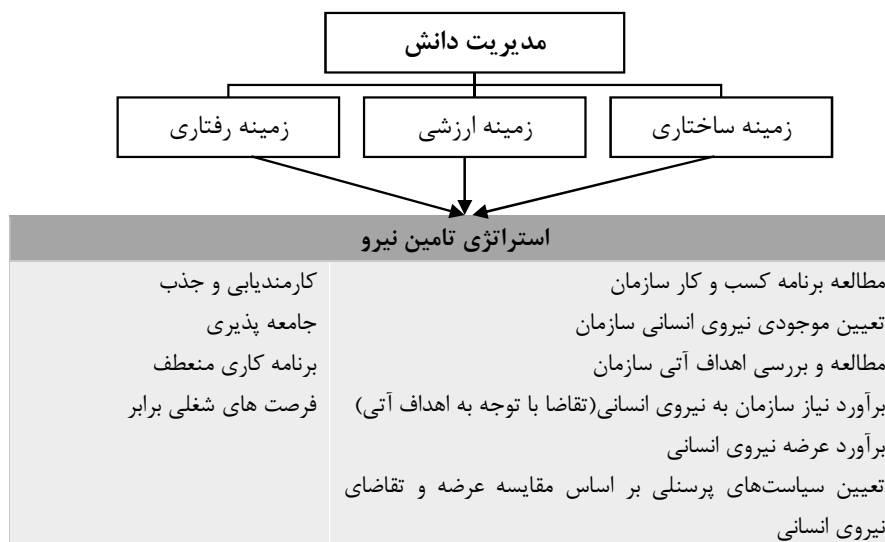 مدیریت دانش
زمینه ساختاری
زمینه ارزشی
زمینه رفتاری
استراتژی تامین نیرو
مطالعه برنامه کسب و کار سازمان
تعیین موجودی نیروی انسانی سازمان
مطالعه و بررسی اهداف آتی سازمان
برآورد نیاز سازمان به نیروی انسانی(تقاضا با توجه به اهداف آتی)
برآورد عرضه نیروی انسانی
تعیین سیاست‌های پرسنلی بر اساس مقایسه عرضه و تقاضای
نیروی انسانی
کارمندیابی و جذب
جامعه پذیری
برنامه کاری منعطف
فرصت های شغلی برابر